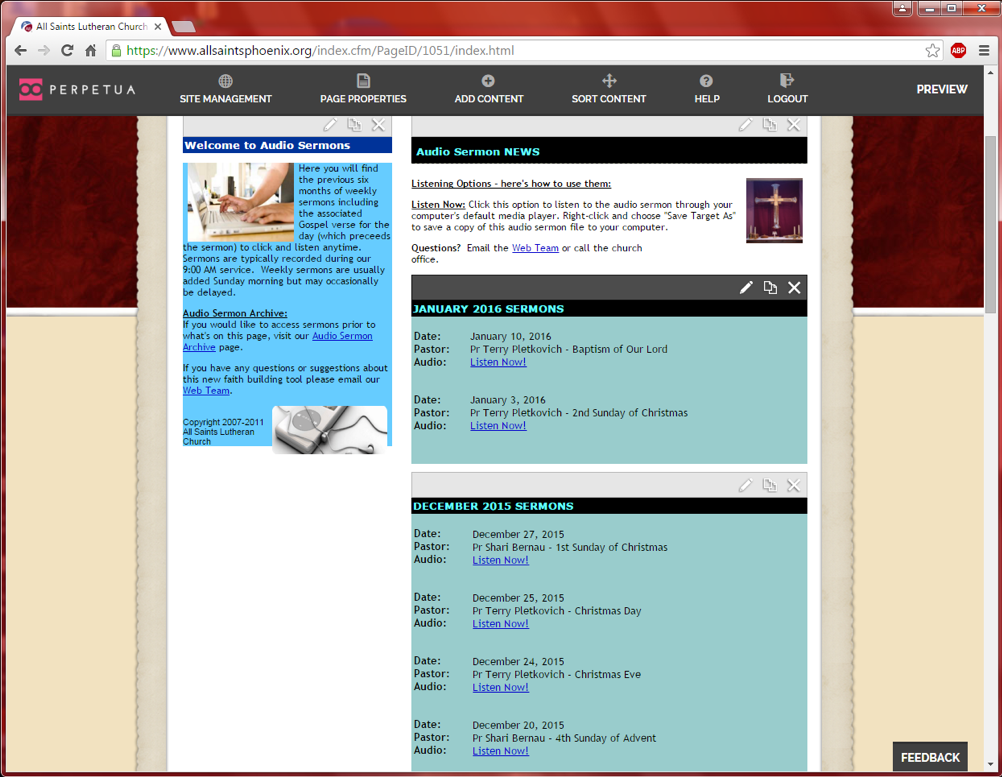 All Saints Lutheran Church
https://www.allsaintsphoenix.org/index.cfm/PageID/1051/index.html
ABP
PERPETUA
SITE MANAGEMENT
PAGE PROPERTIES
ADD CONTENT
SORT CONTENT
HELP
LOGOUT
PREVIEW
Welcome to Audio Sermons
Here you will find
the previous six
months of weekly
sermons including
the associated
Gospel verse for the
day (which preceeds
the sermon) to click and listen anytime.
Sermons are typically recorded during our
9:00 AM service.  Weekly sermons are usually
added Sunday morning but may occasionally
be delayed.
Audio Sermon Archive:
If you would like to access sermons prior to
what's on this page, visit our Audio Sermon
Archive page.
If you have any questions or suggestions about
this new faith building tool please email our
Web Team.
Copyright 2007-2011
All Saints Lutheran
Church
Audio Sermon NEWS
Listening Options - here's how to use them:
Listen Now: Click this option to listen to the audio sermon through your
computer's default media player. Right-click and choose "Save Target As"
to save a copy of this audio sermon file to your computer.
Questions?  Email the Web Team or call the church
office.
JANUARY 2016 SERMONS
Date: January 10, 2016
Pastor: Pr Terry Pletkovich - Baptism of Our Lord
Audio: Listen Now!
Date: January 3, 2016
Pastor: Pr Terry Pletkovich - 2nd Sunday of Christmas
Audio: Listen Now!
DECEMBER 2015 SERMONS
Date: December 27, 2015
Pastor: Pr Shari Bernau - 1st Sunday of Christmas
Audio: Listen Now!
Date: December 25, 2015
Pastor: Pr Terry Pletkovich - Christmas Day
Audio: Listen Now!
Date: December 24, 2015
Pastor: Pr Terry Pletkovich - Christmas Eve
Audio: Listen Now!
Date: December 20, 2015
Pastor: Pr Shari Bernau - 4th Sunday of Advent
Audio: Listen Now!
FEEDBACK